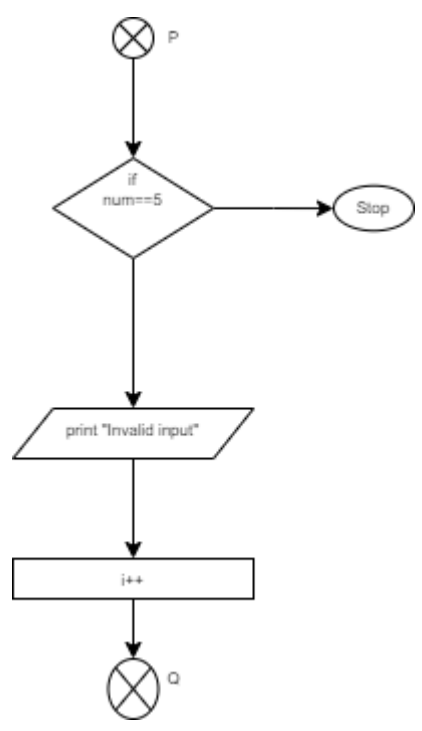 P
if
num==5
Stop
print "Invalid input"
i++
Q